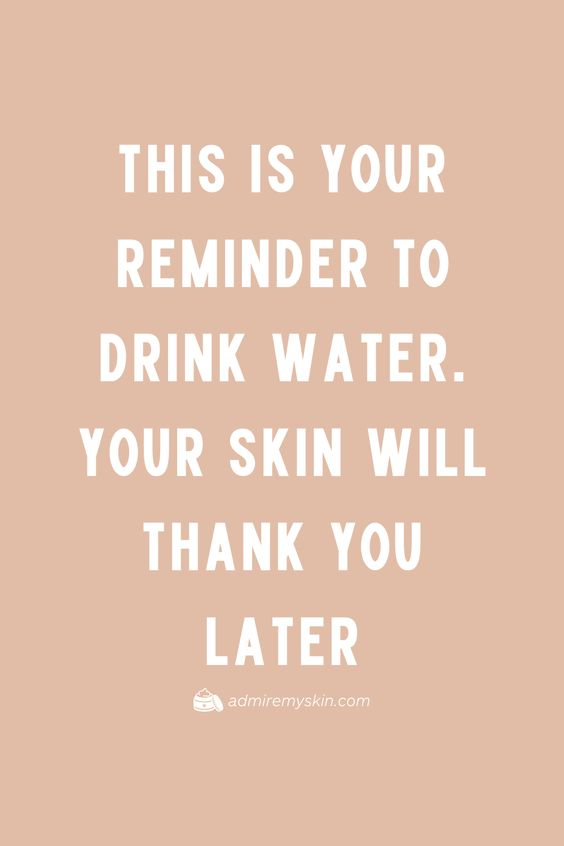 THIS IS YOUR
REMINDER TO
DRINK WATER.
YOUR SKIN WILL
THANK YOU
LATER
admiremyskin.com